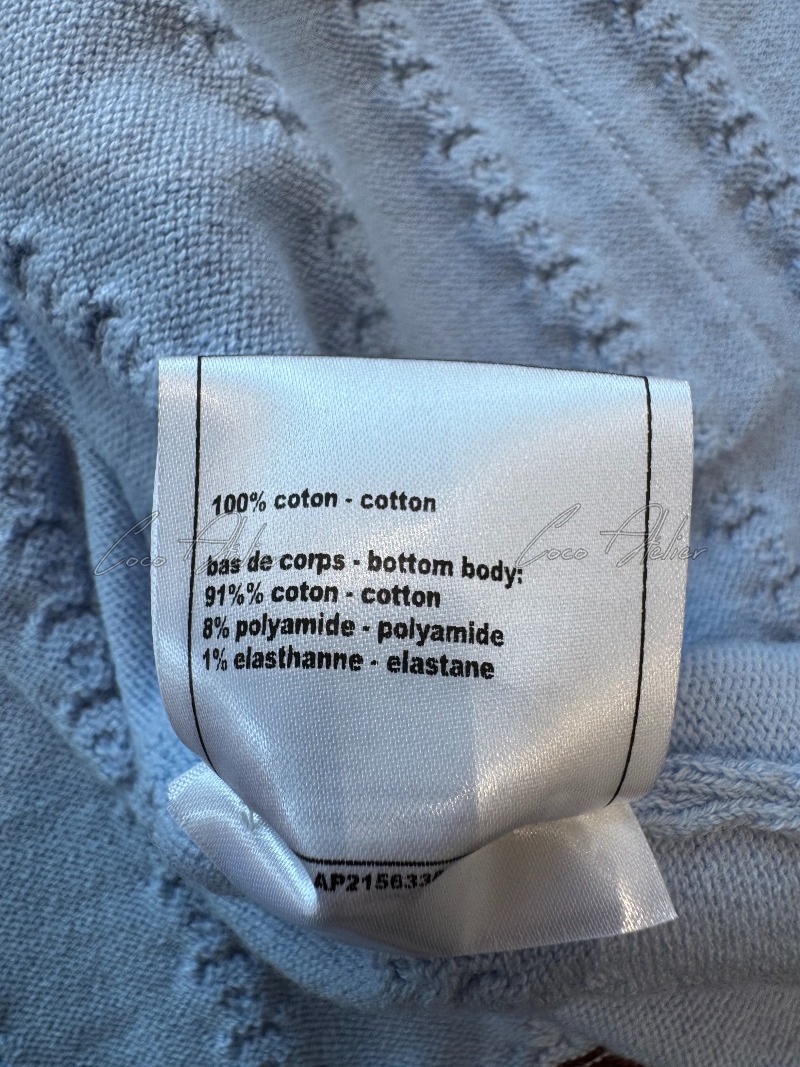 100% coton - cotton
bas de corps - bottom body:
91%% coton - cotton
8% polyamide - polyamide
1% elasthanne - elastane
Coco Atelier
Coco Atelier